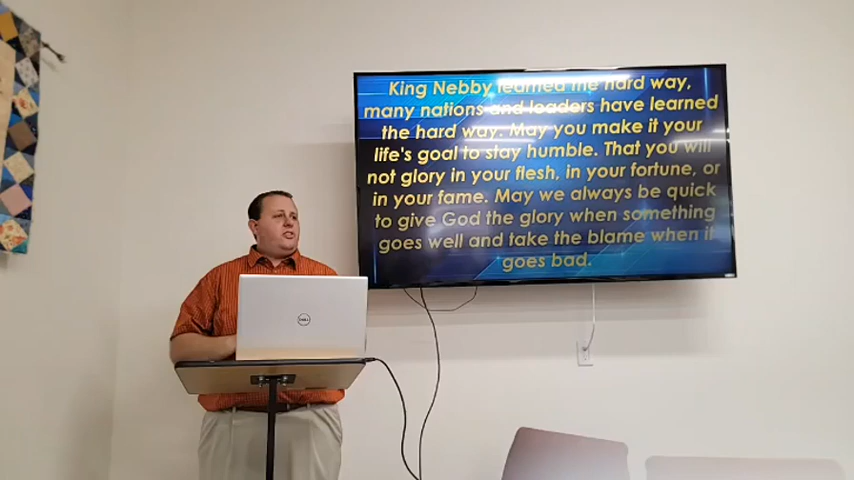 King Nebby learned the hard way,
many nations and leaders have learned
the hard way. May you make it your
life's goal to stay humble. That you will
not glory in your flesh, in your fortune, or
in your fame. May we always be quick
to give God the glory when something
goes well and take the blame when it
goes bad.
DELL